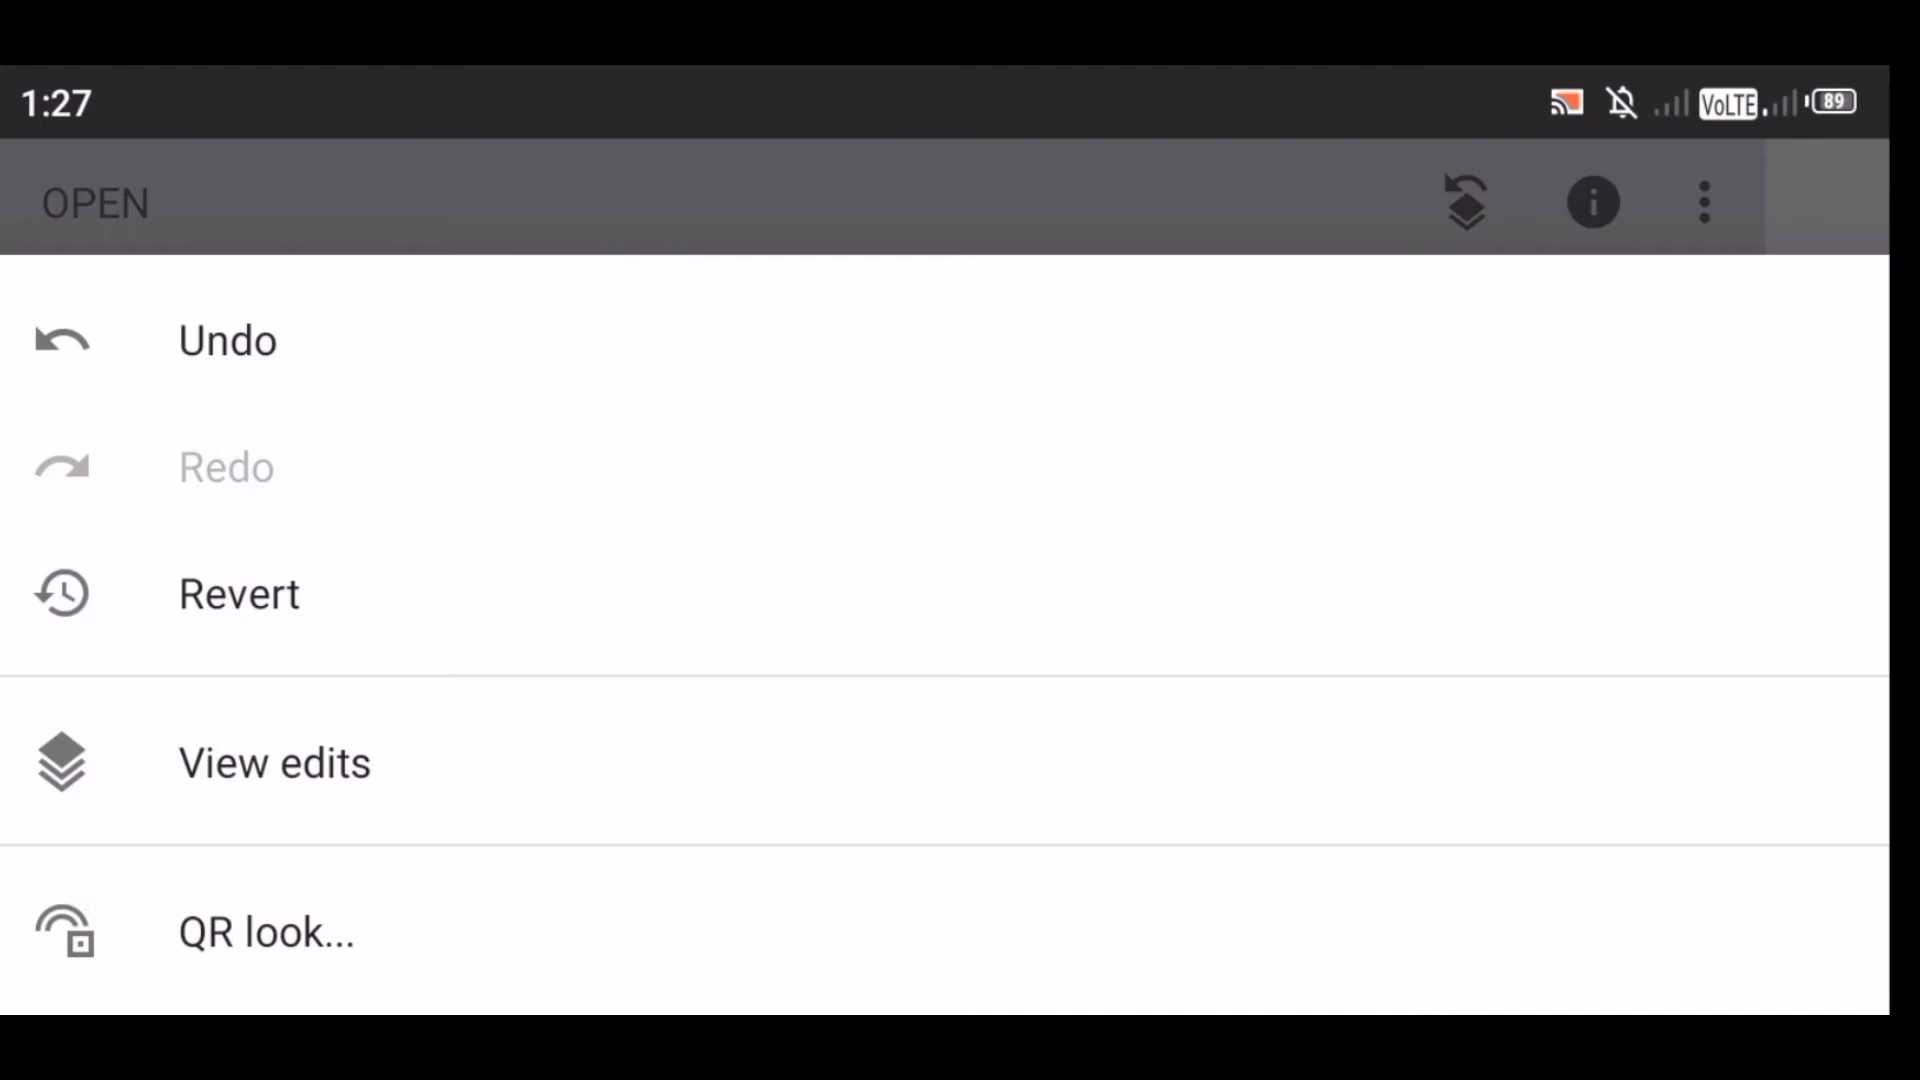 1:27
VoLTE
89
OPEN
Undo
Redo
Revert
View edits
QR look...